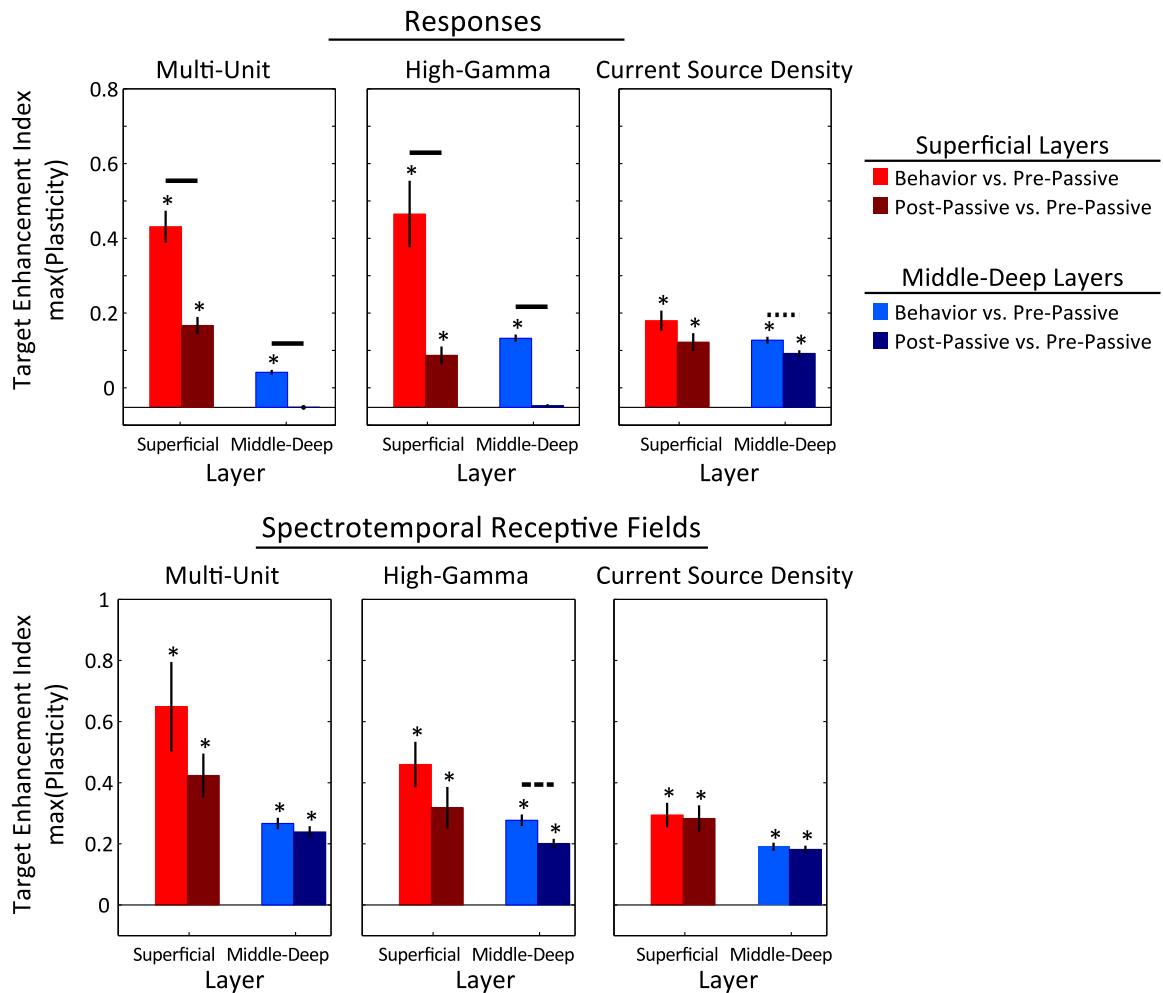 Responses
Multi-Unit
High-Gamma
Current Source Density
Target Enhancement Index
max(Plasticity)
0.8
0.6
0.4
0.2
0
*
*
*
*
*
*
*
*
*
*
Superficial Middle-Deep
Layer
Superficial Middle-Deep
Layer
Superficial Middle-Deep
Layer
Superficial Layers
Behavior vs. Pre-Passive
Post-Passive vs. Pre-Passive
Middle-Deep Layers
Behavior vs. Pre-Passive
Post-Passive vs. Pre-Passive
Spectrotemporal Receptive Fields
Multi-Unit
High-Gamma
Current Source Density
Target Enhancement Index
max(Plasticity)
1
0.8
0.6
0.4
0.2
0
*
*
*
*
*
*
*
*
*
*
*
*
Superficial Middle-Deep
Layer
Superficial Middle-Deep
Layer
Superficial Middle-Deep
Layer